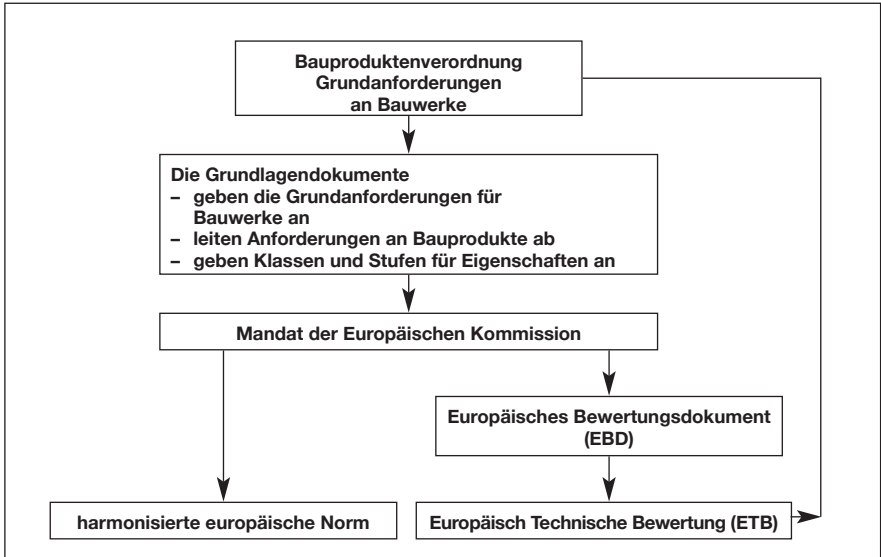 Bauproduktenverordnung
Grundanforderungen
an Bauwerke
Die Grundlagendokumente
– geben die Grundanforderungen für
Bauwerke an
– leiten Anforderungen an Bauprodukte ab
– geben Klassen und Stufen für Eigenschaften an
Mandat der Europäischen Kommission
Europäisches Bewertungsdokument
(EBD)
harmonisierte europäische Norm
Europäisch Technische Bewertung (ETB)